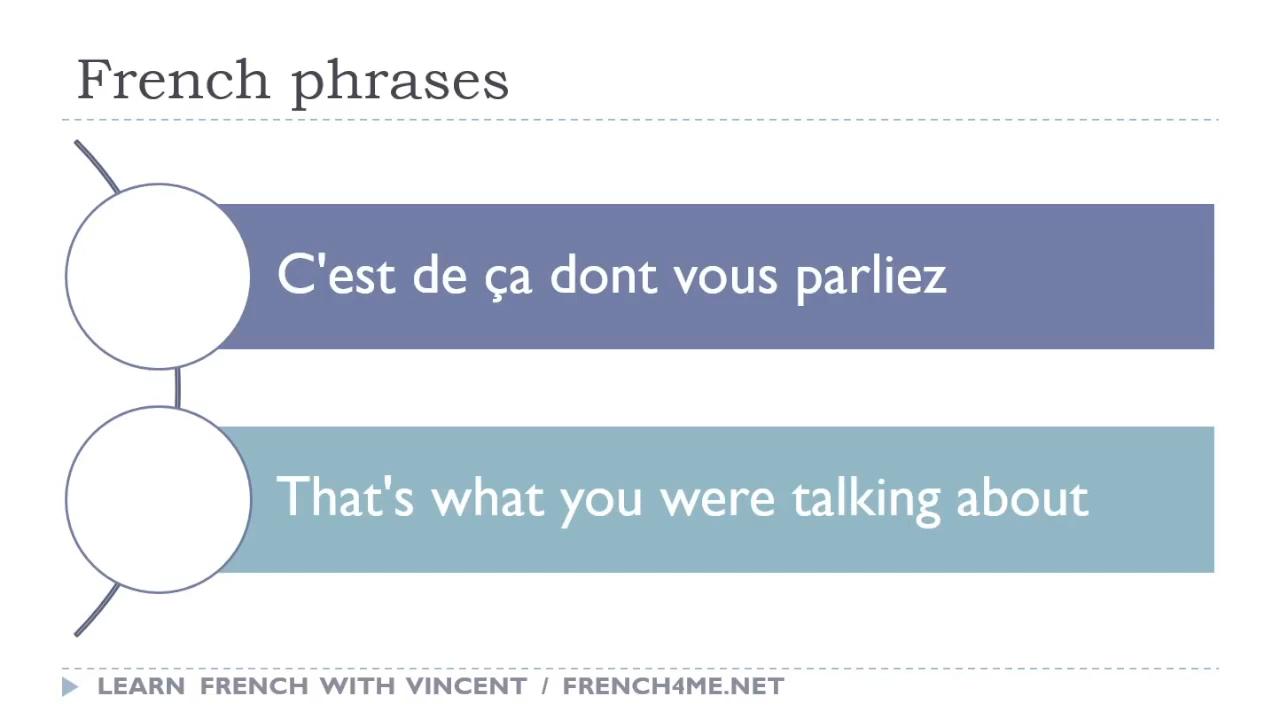 French phrases
C'est de ça dont vous parliez
That's what you were talking about
LEARN FRENCH WITH VINCENT / FRENCH4ME.NET